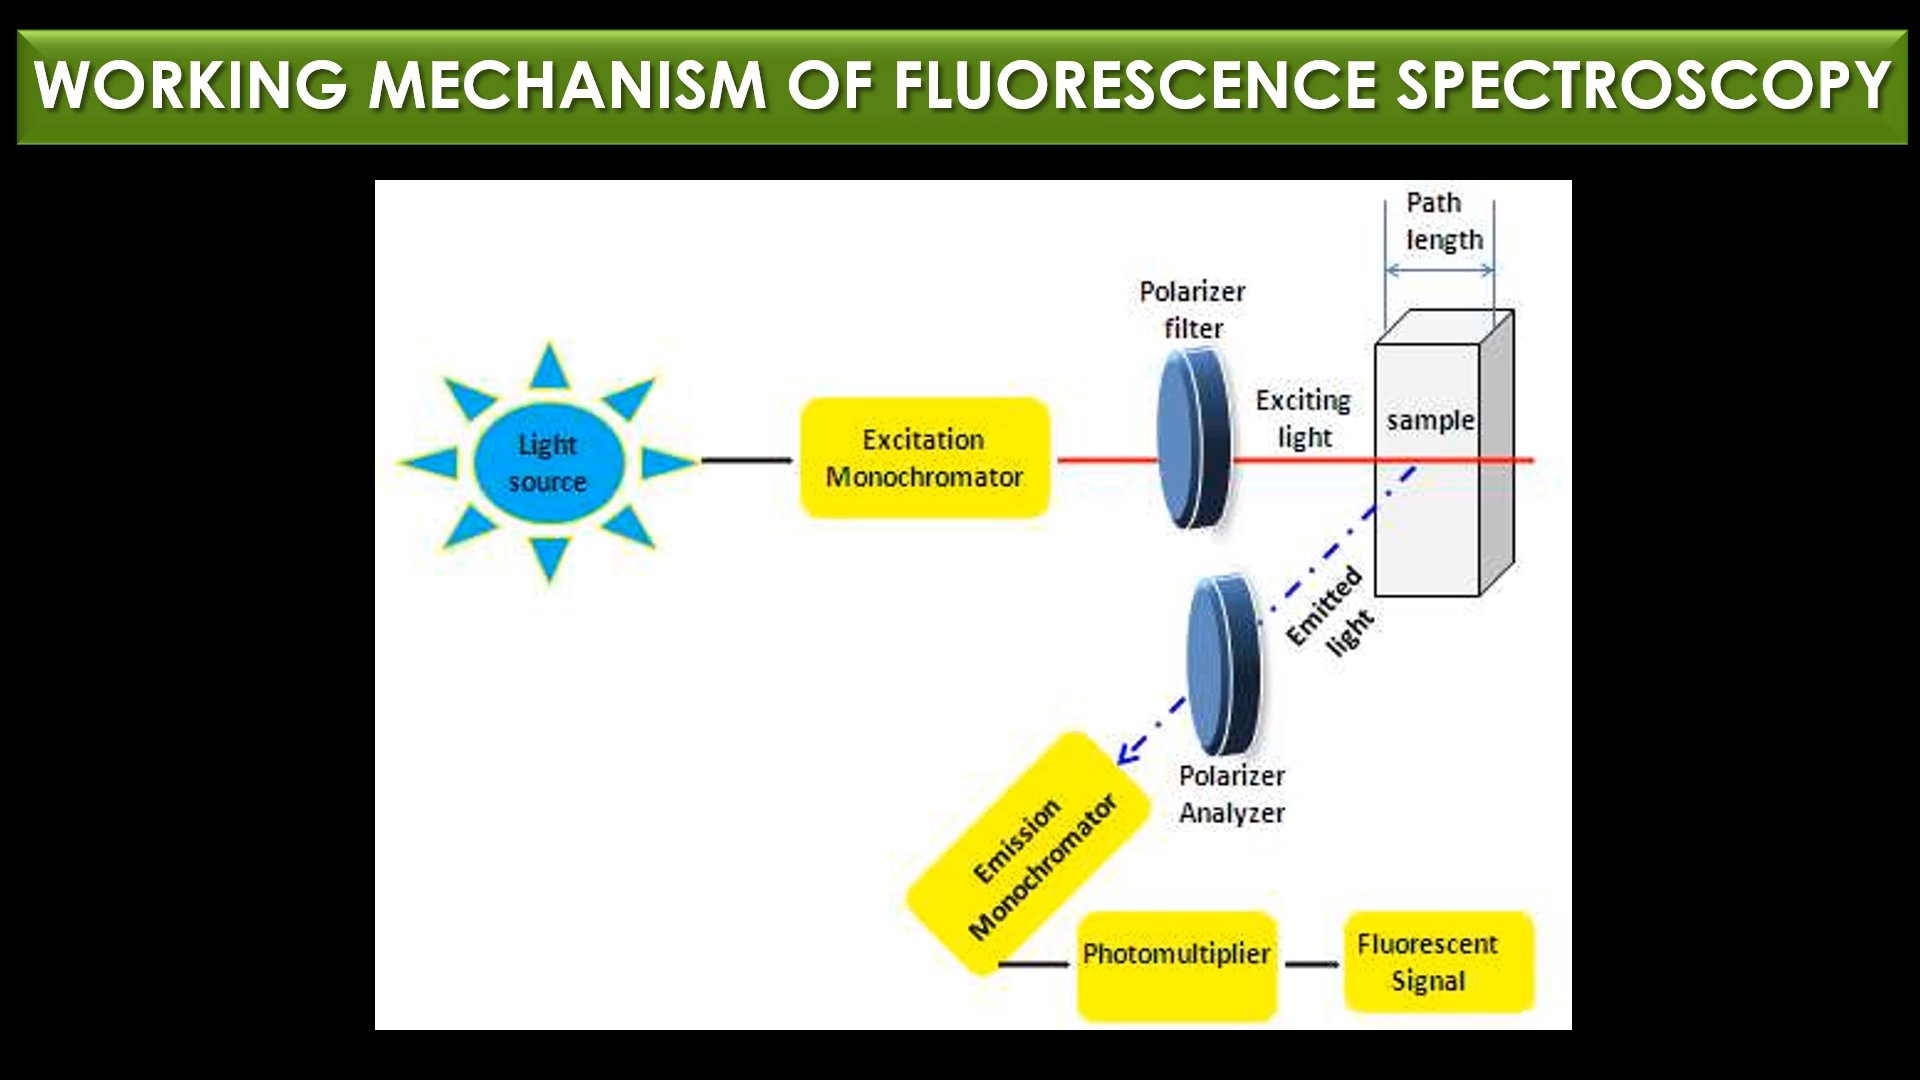 WORKING MECHANISM OF FLUORESCENCE SPECTROSCOPY
Path
length
Polarizer
filter
Exciting
light
sample
Light
source
Excitation
Monochromator
Emitted
light
Polarizer
Analyzer
Emission
Monochromator
Photomultiplier
Fluorescent
Signal